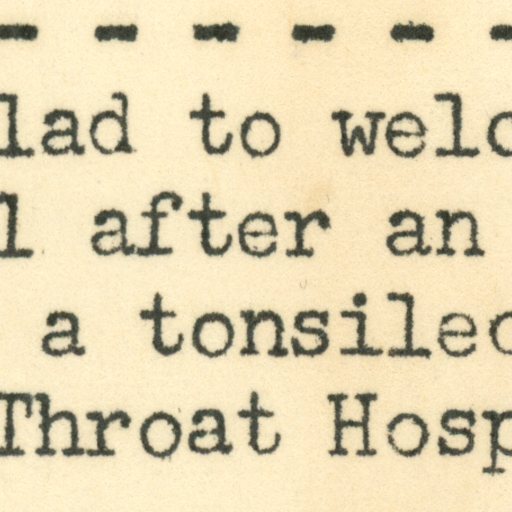 - - - - - -
lad to welc
l after an
a tonsilec
Throat Hosp